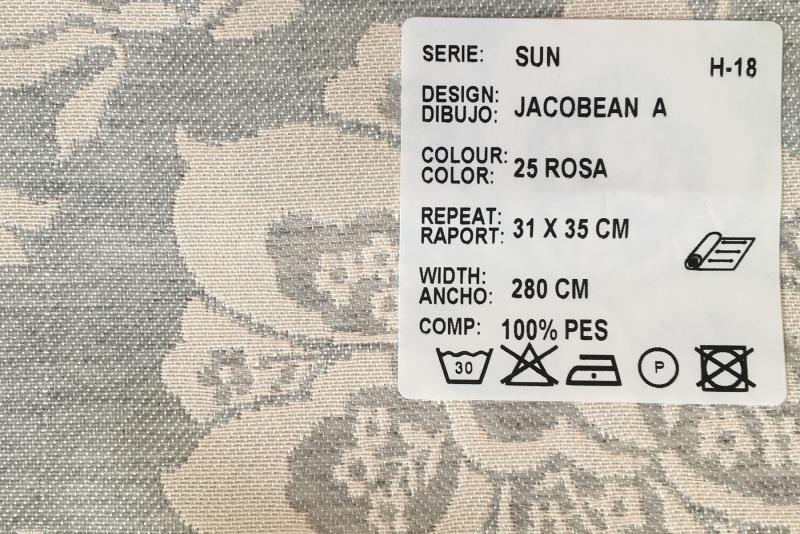 SERIE: SUN
H-18
DESIGN:
DIBUJO: JACOBEAN A
COLOUR:
COLOR: 25 ROSA
REPEAT:
RAPORT: 31 X 35 CM
WIDTH:
ANCHO: 280 CM
COMP: 100% PES
30
P